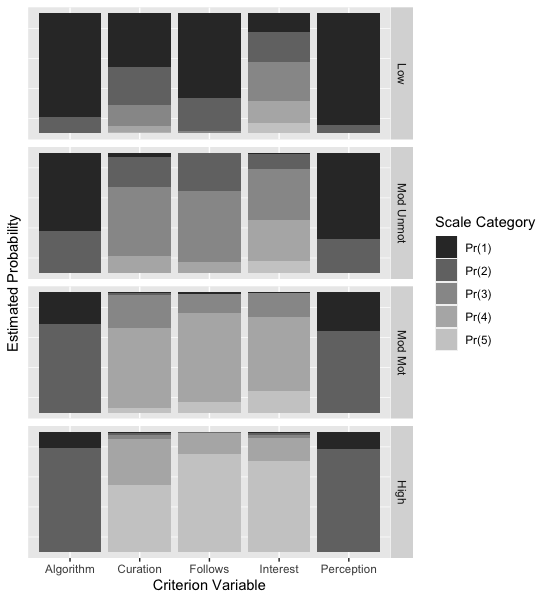 Low
Mod Unmot
Mod Mot
High
Estimated Probability
Algorithm Curation Follows Interest Perception
Criterion Variable
Scale Category
Pr(1)
Pr(2)
Pr(3)
Pr(4)
Pr(5)